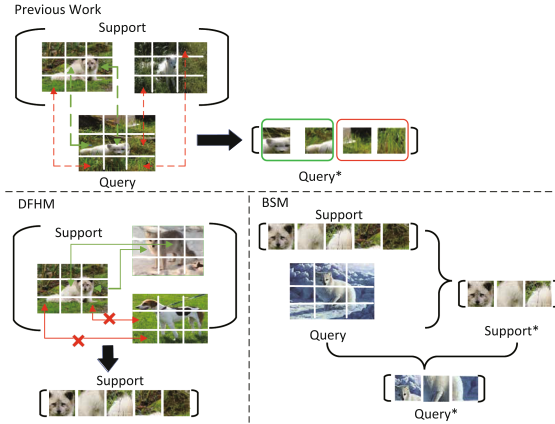 Previous Work
Support
Query
Query*
DFHM
Support
Support
BSM
Support
Query
Support*
Query*